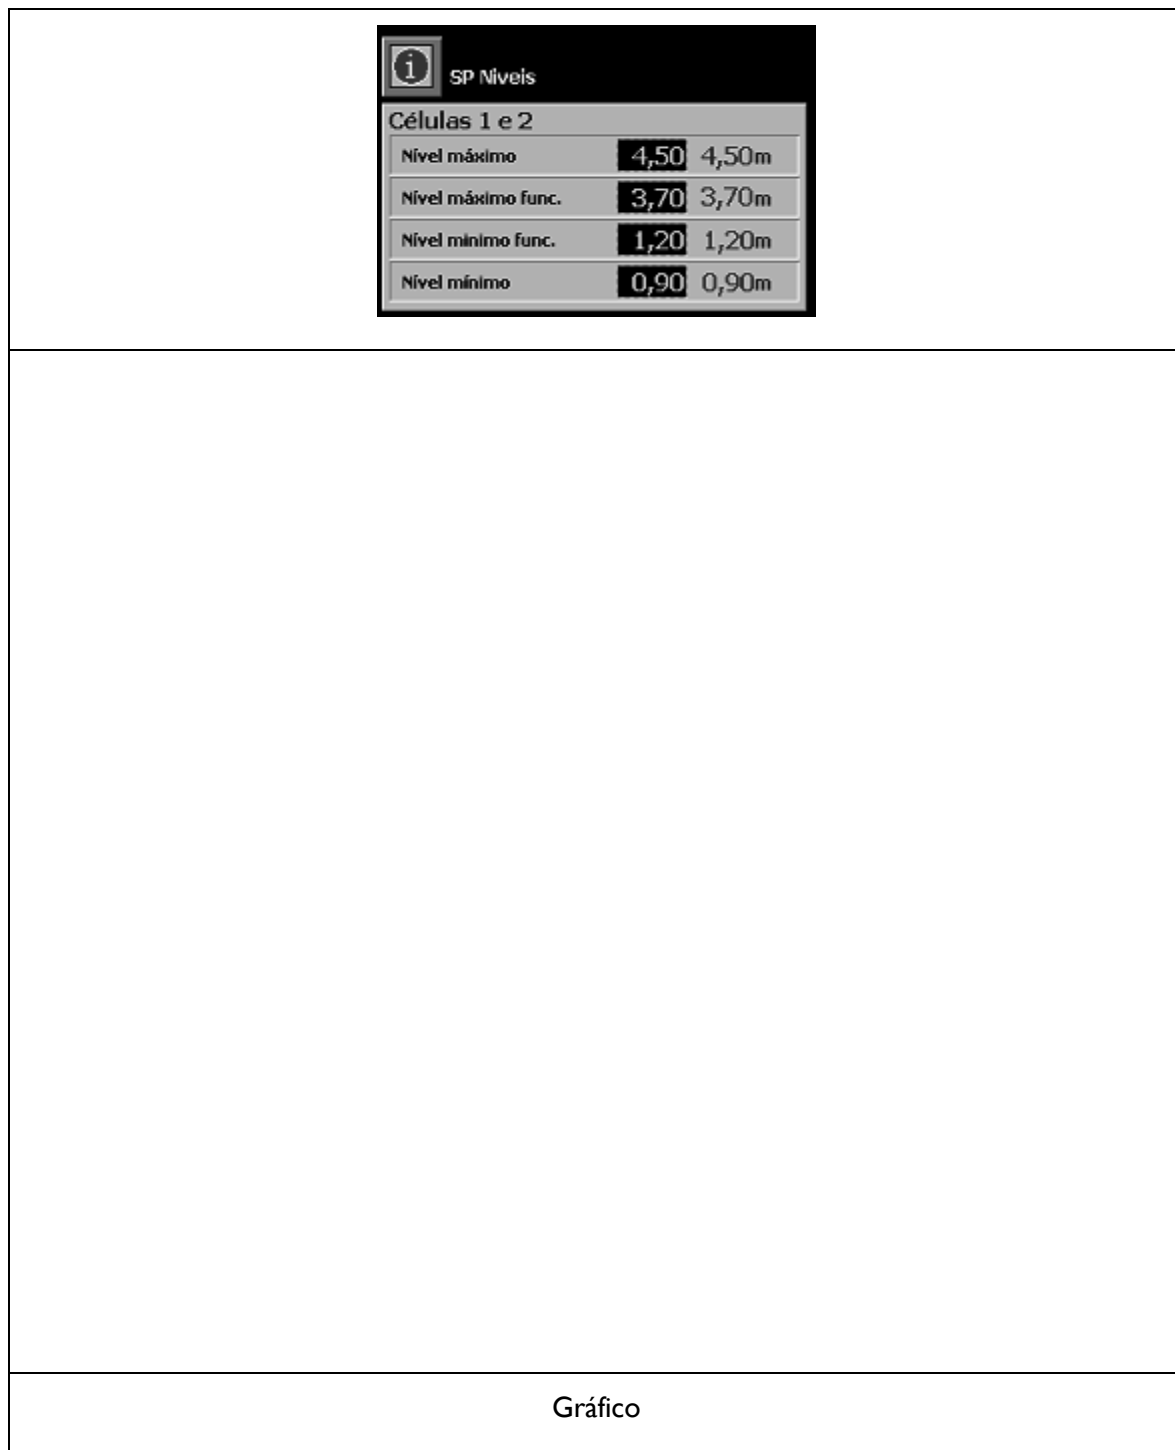 SP Niveis
Células 1 e 2
Nível máximo 4,50 4,50m
Nível máximo func. 3,70 3,70m
Nível minimo func. 1,20 1,20m
Nível mínimo 0,90 0,90m
Gráfico